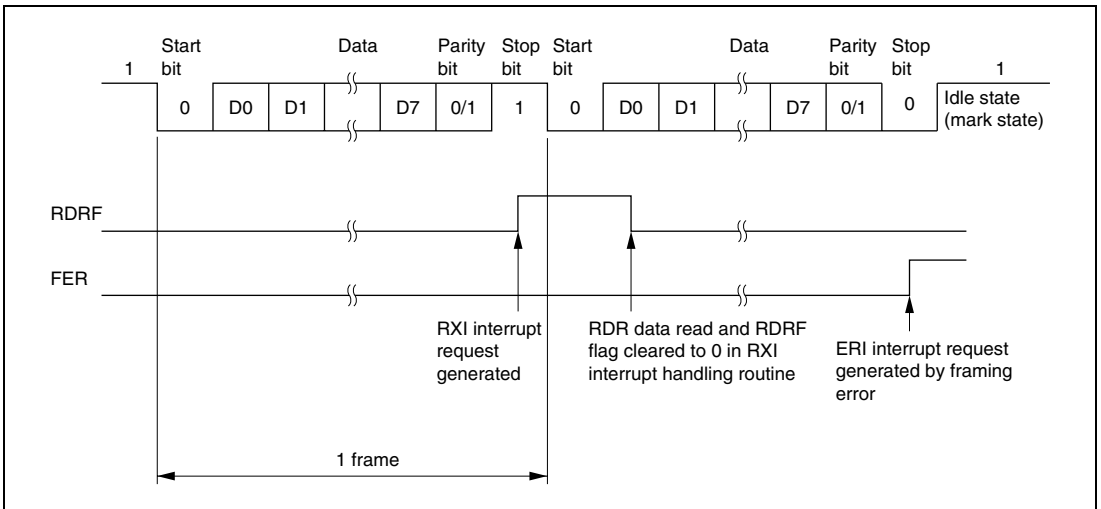 Start Data Parity Stop Start Data Parity Stop
1 bit bit bit bit bit bit 1
0 D0 D1 D7 0/1 1 0 D0 D1 D7 0/1 0 Idle state
(mark state)
RDRF
FER
RXI interrupt
request
generated
RDR data read and RDRF
flag cleared to 0 in RXI
interrupt handling routine
ERI interrupt request
generated by framing
error
1 frame